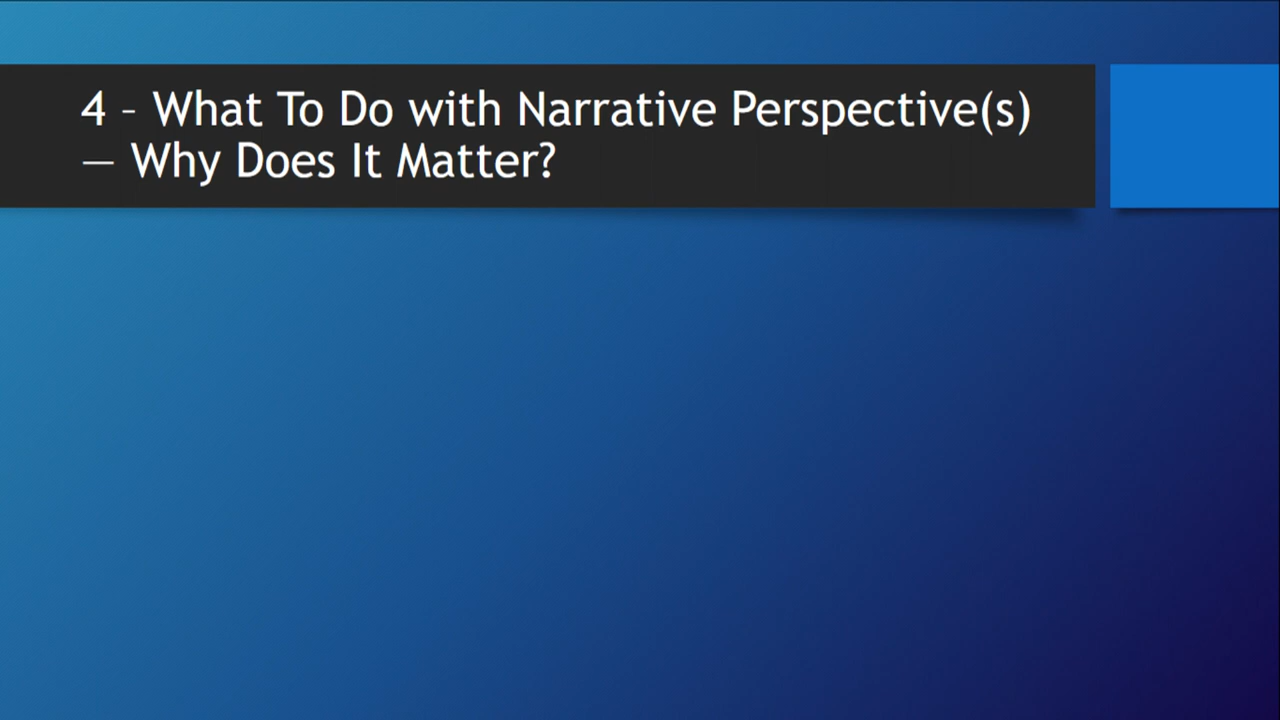 4 – What To Do with Narrative Perspective(s)
— Why Does It Matter?